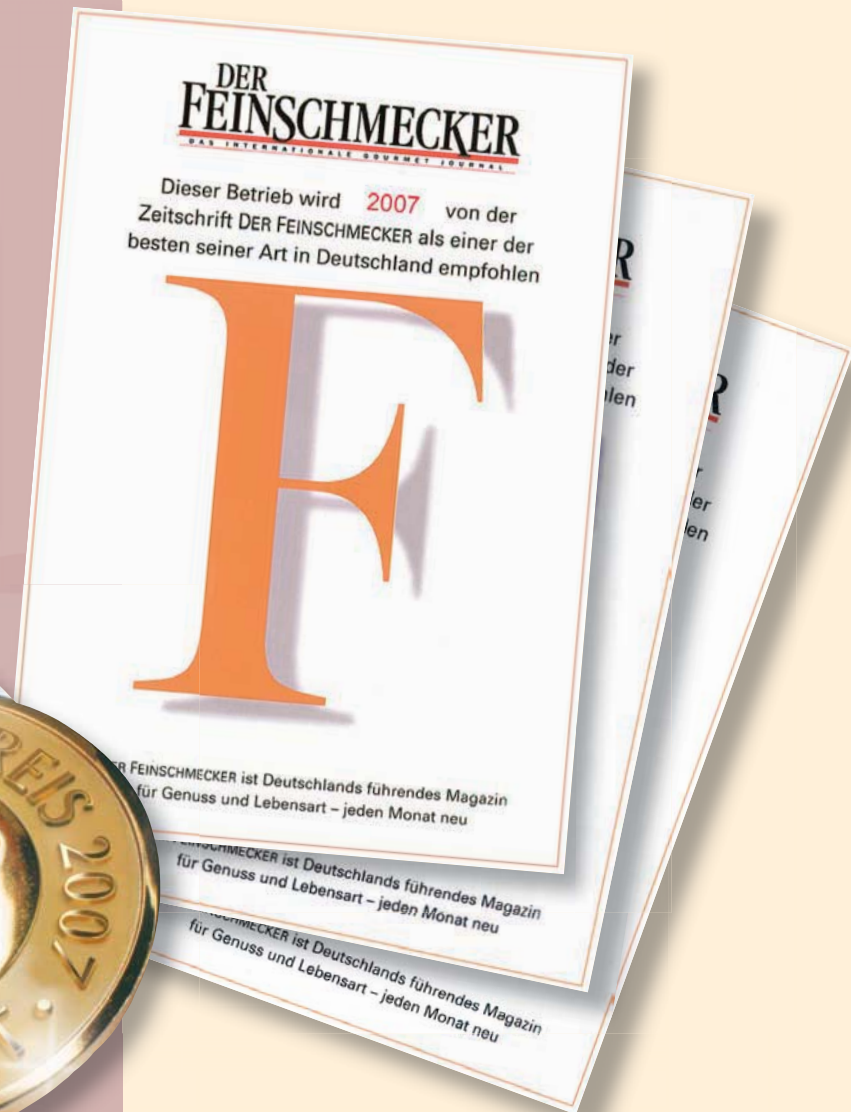 DER
FEINSCHMECKER
DAS INTERNATIONALE GOURMET JOURNAL
Dieser Betrieb wird 2007 von der
Zeitschrift DER FEINSCHMECKER als einer der
besten seiner Art in Deutschland empfohlen
F
FEINSCHMECKER ist Deutschlands führendes Magazin
für Genuss und Lebensart – jeden Monat neu
ist Deutschlands führendes Magazin
für Genuss und Lebensart – jeden Monat neu
ist Deutschlands führendes Magazin
für Genuss und Lebensart – jeden Monat neu
2007